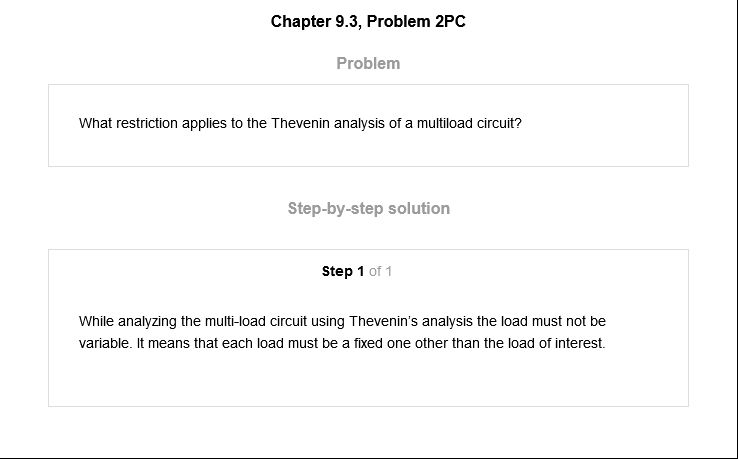 Chapter 9.3, Problem 2PC
Problem
What restriction applies to the Thevenin analysis of a multiload circuit?
Step-by-step solution
Step 1 of 1
While analyzing the multi-load circuit using Thevenin's analysis the load must not be
variable. It means that each load must be a fixed one other than the load of interest.